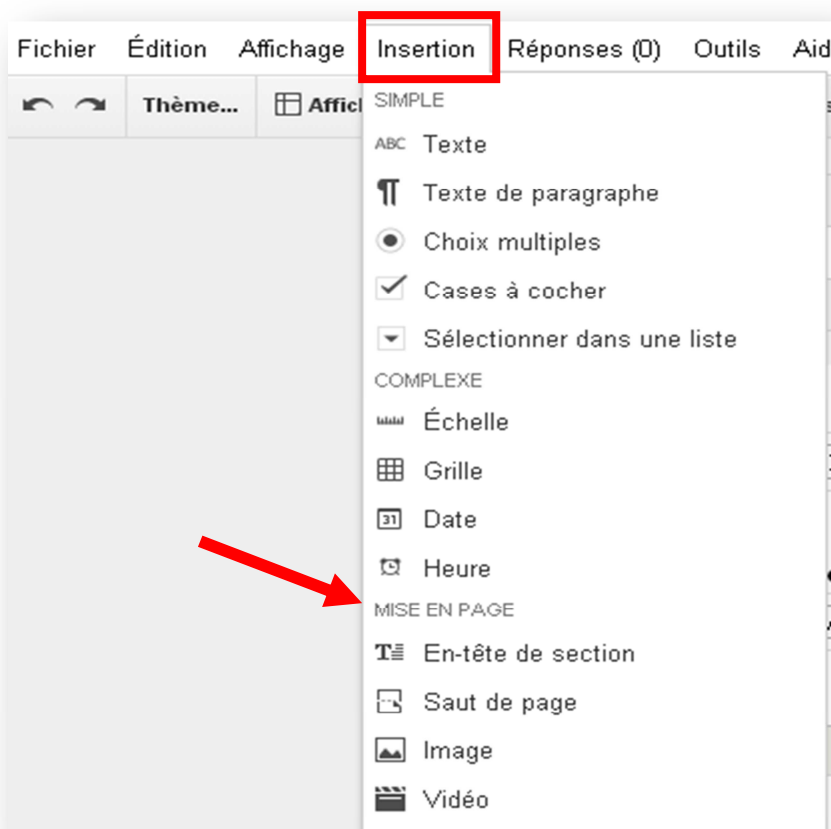 Fichier Édition Affichage Insertion Réponses (0) Outils Aid
Thème... Affic
SIMPLE
ABC Texte
Texte de paragraphe
Choix multiples
Cases à cocher
Sélectionner dans une liste
COMPLEXE
Échelle
Grille
31 Date
Heure
MISE EN PAGE
En-tête de section
Saut de page
Image
Vidéo